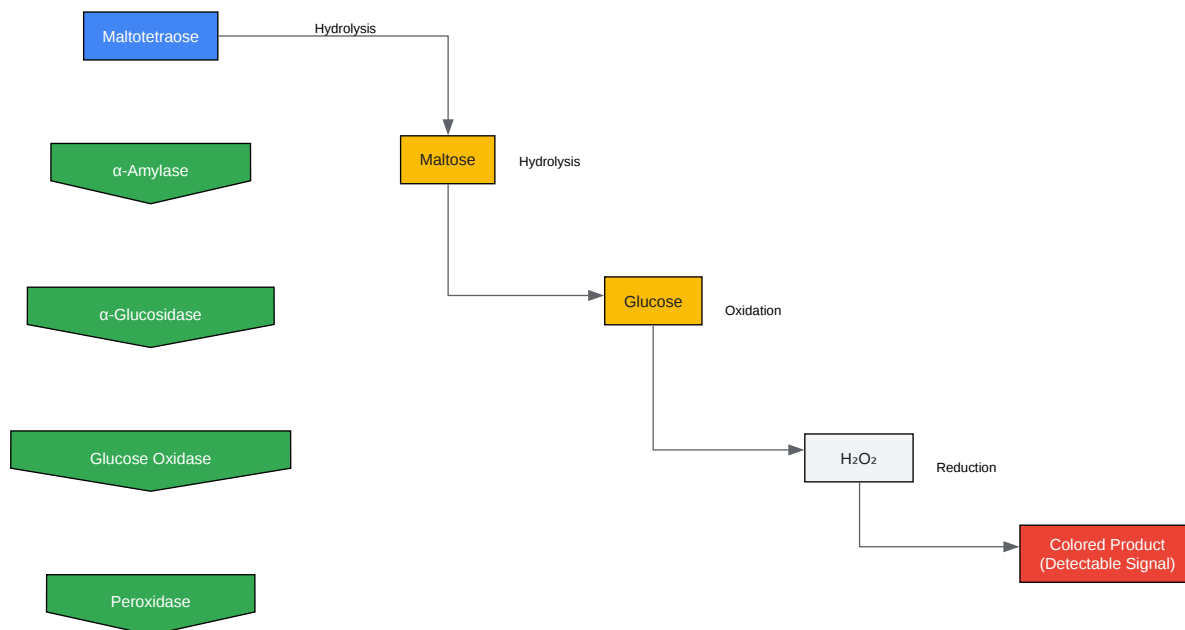 Maltotetraose
Hydrolysis
α-Amylase
Maltose
Hydrolysis
α-Glucosidase
Glucose
Oxidation
Glucose Oxidase
H₂O₂
Reduction
Colored Product
(Detectable Signal)
Peroxidase